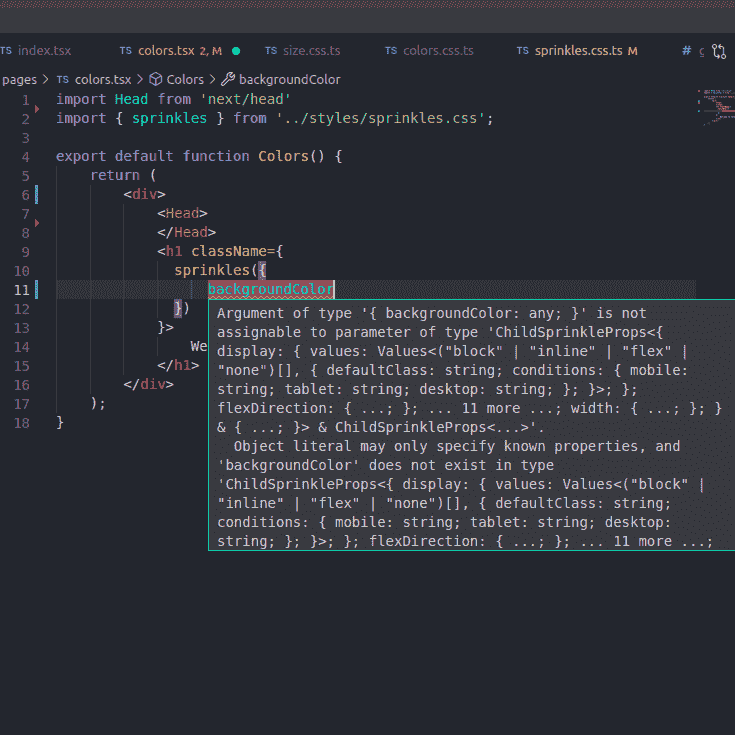 TS index.tsx TS colors.tsx 2, M TS size.css.ts TS colors.css.ts TS sprinkles.css.ts M # g
pages > TS colors.tsx > Colors > backgroundColor
1 import Head from 'next/head'
2 import { sprinkles } from '../styles/sprinkles.css';
3
4 export default function Colors() {
5 return (
6 <div>
7 <Head>
8 </Head>
9 <h1 className={
10 sprinkles({
11 backgroundColor
12 })
13 }>
14 We
15 </h1>
16 </div>
17 );
18 }
Argument of type '{ backgroundColor: any; }' is not
assignable to parameter of type 'ChildSprinkleProps<{
display: { values: Values<("block" | "inline" | "flex" |
"none")[], { defaultClass: string; conditions: { mobile:
string; tablet: string; desktop: string; }; }>; };
flexDirection: { ...; }; ... 11 more ...; width: { ...; }; }
& { ...; }> & ChildSprinkleProps<...>'.
Object literal may only specify known properties, and
'backgroundColor' does not exist in type
'ChildSprinkleProps<{ display: { values: Values<("block" |
"inline" | "flex" | "none")[], { defaultClass: string;
conditions: { mobile: string; tablet: string; desktop:
string; }; }>; }; flexDirection: { ...; }; ... 11 more ...;